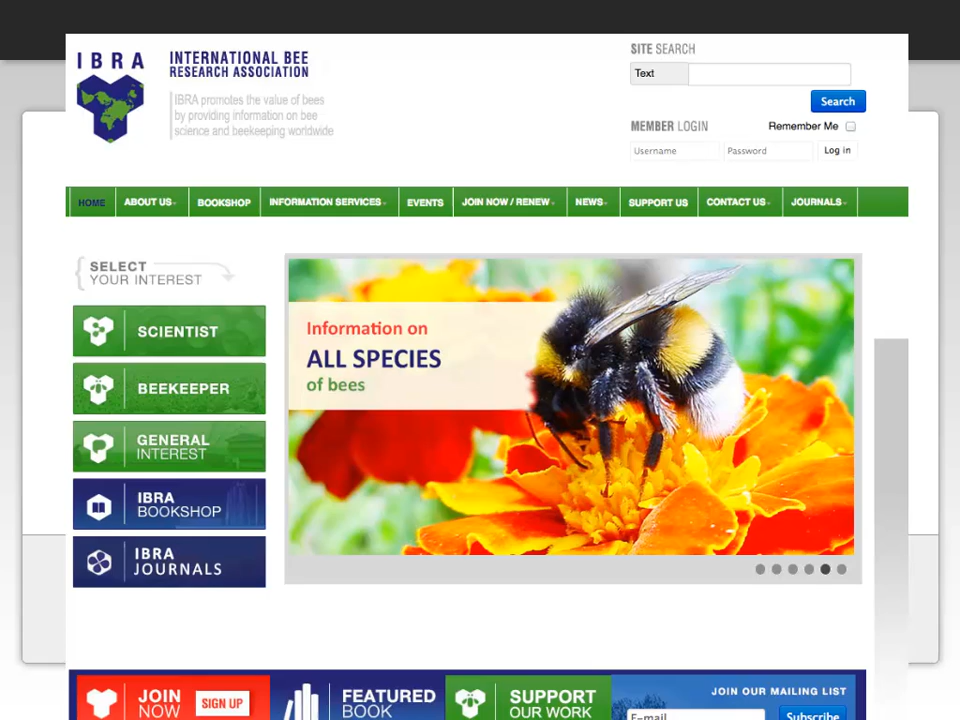 IBRA
INTERNATIONAL BEE
RESEARCH ASSOCIATION
IBRA promotes the value of bees
by providing information on bee
science and beekeeping worldwide
SITE SEARCH
Text
Search
MEMBER LOGIN
Remember Me
Username
Password
Log in
HOME
ABOUT US
BOOKSHOP
INFORMATION SERVICES
EVENTS
JOIN NOW / RENEW
NEWS
SUPPORT US
CONTACT US
JOURNALS
SELECT
YOUR INTEREST
SCIENTIST
BEEKEEPER
GENERAL
INTEREST
IBRA
BOOKSHOP
IBRA
JOURNALS
Information on
ALL SPECIES
of bees
JOIN
NOW
SIGN UP
FEATURED
BOOK
SUPPORT
OUR WORK
JOIN OUR MAILING LIST
E-mail
Subscribe